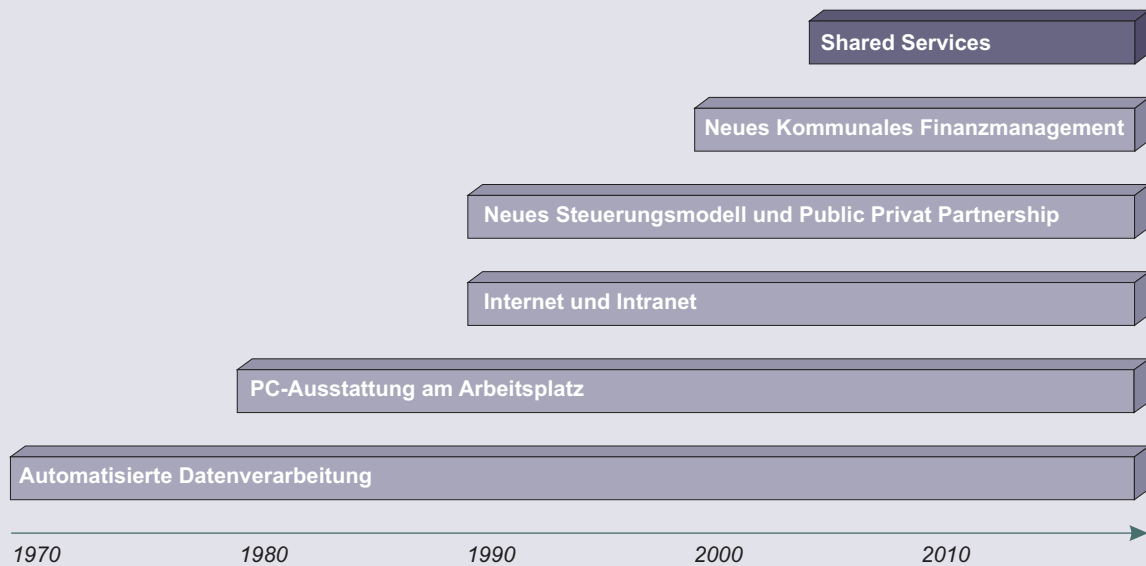 Shared Services
Neues Kommunales Finanzmanagement
Neues Steuerungsmodell und Public Privat Partnership
Internet und Intranet
PC-Ausstattung am Arbeitsplatz
Automatisierte Datenverarbeitung
1970 1980 1990 2000 2010